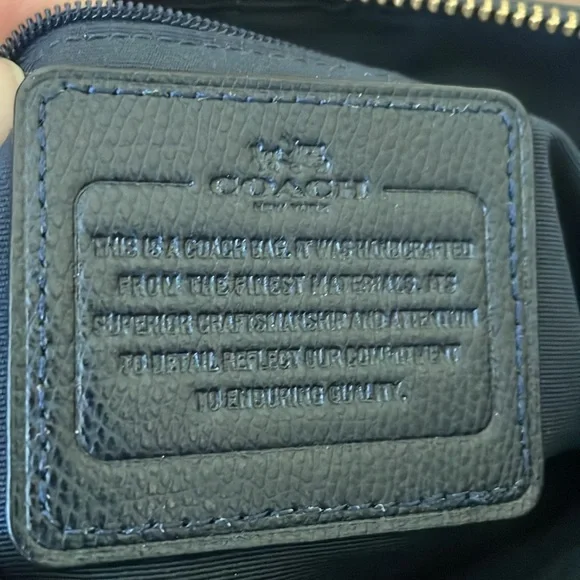 COACH
NEW YORK
THIS IS A COACH BAG. IT WAS HANDCRAFTED
FROM THE FINEST MATERIALS. ITS
SUPERIOR CRAFTSMANSHIP AND ATTENTION
TO DETAIL REFLECT OUR COMMITMENT
TO ENDURING QUALITY.